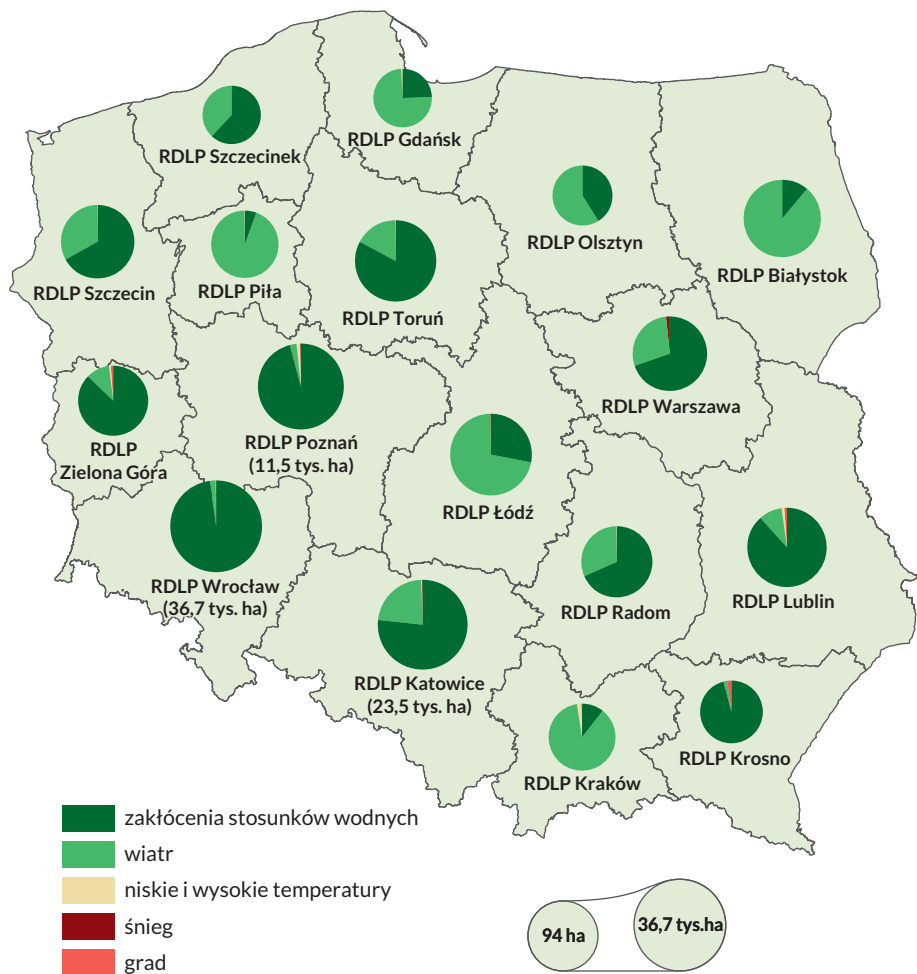 RDLP Szczecinek
RDLP Gdańsk
RDLP Olsztyn
RDLP Białystok
RDLP Szczecin
RDLP Piła
RDLP Toruń
RDLP Warszawa
RDLP
Zielona Góra
RDLP Poznań
(11,5 tys. ha)
RDLP Łódź
RDLP Wrocław
(36,7 tys. ha)
RDLP Radom
RDLP Lublin
RDLP Katowice
(23,5 tys. ha)
RDLP Kraków
RDLP Krosno
zakłócenia stosunków wodnych
wiatr
niskie i wysokie temperatury
śnieg
grad
94 ha
36,7 tys.ha